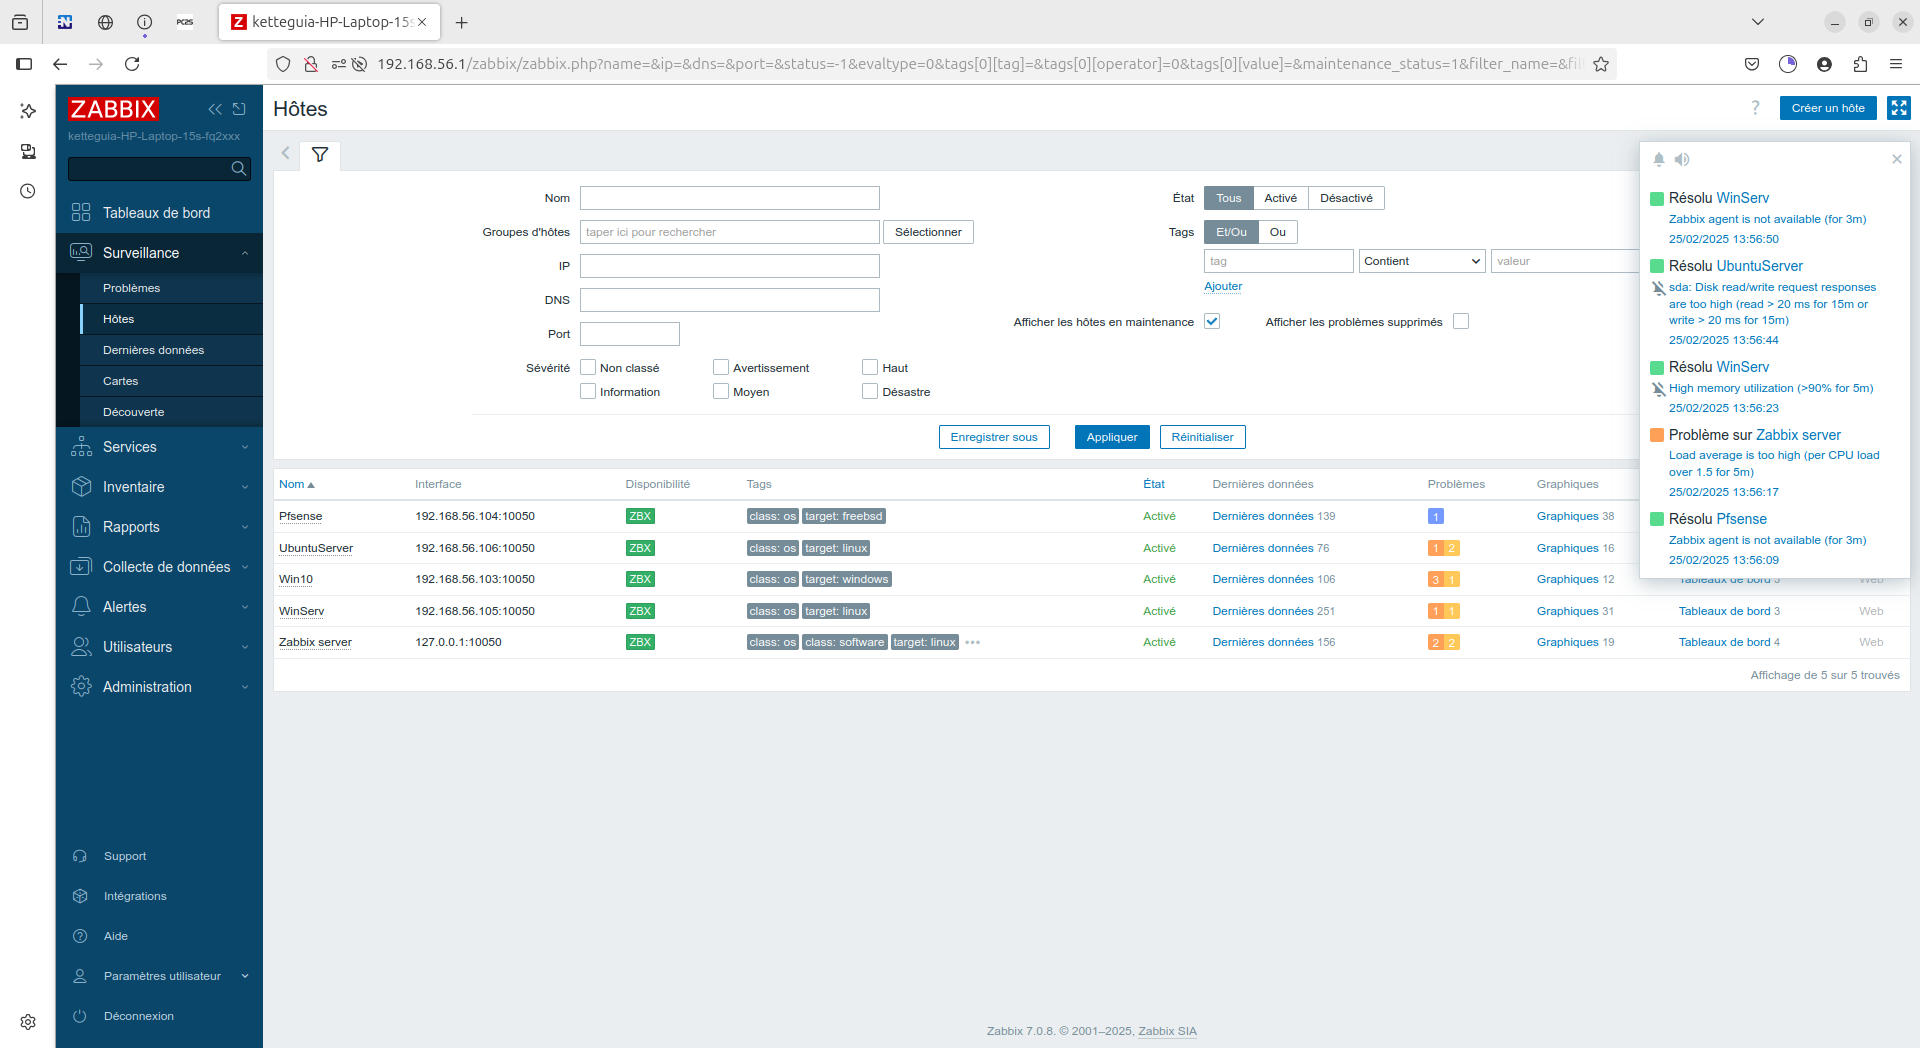 PC2S
Z ketteguia-HP-Laptop-15s
192.168.56.1/zabbix/zabbix.php?name=&ip=&dns=&port=&status=-1&evaltype=0&tags[0][tag]=&tags[0][operator]=0&tags[0][value]=&maintenance_status=1&filter_name=&fil
ZABBIX
ketteguia-HP-Laptop-15s-fq2xxx
Tableaux de bord
Surveillance
Problèmes
Hôtes
Dernières données
Cartes
Découverte
Services
Inventaire
Rapports
Collecte de données
Alertes
Utilisateurs
Administration
Support
Intégrations
Aide
Paramètres utilisateur
Déconnexion
Hôtes
? Créer un hôte
Nom
Groupes d'hôtes taper ici pour rechercher Sélectionner
IP
DNS
Port
Sévérité Non classé Avertissement Haut
Information Moyen Désastre
État Tous Activé Désactivé
Tags Et/Ou Ou
tag Contient valeur
Ajouter
Afficher les hôtes en maintenance Afficher les problèmes supprimés
Enregistrer sous Appliquer Réinitialiser
Nom Interface Disponibilité Tags État Dernières données Problèmes Graphiques
Pfsense 192.168.56.104:10050 ZBX class: os target: freebsd Activé Dernières données 139 1 Graphiques 38
UbuntuServer 192.168.56.106:10050 ZBX class: os target: linux Activé Dernières données 76 1 2 Graphiques 16
Win10 192.168.56.103:10050 ZBX class: os target: windows Activé Dernières données 106 3 1 Graphiques 12 Tableaux de bord 3 Web
WinServ 192.168.56.105:10050 ZBX class: os target: linux Activé Dernières données 251 1 1 Graphiques 31 Tableaux de bord 3 Web
Zabbix server 127.0.0.1:10050 ZBX class: os class: software target: linux ••• Activé Dernières données 156 2 2 Graphiques 19 Tableaux de bord 4 Web
Affichage de 5 sur 5 trouvés
Résolu WinServ
Zabbix agent is not available (for 3m)
25/02/2025 13:56:50
Résolu UbuntuServer
sda: Disk read/write request responses
are too high (read > 20 ms for 15m or
write > 20 ms for 15m)
25/02/2025 13:56:44
Résolu WinServ
High memory utilization (>90% for 5m)
25/02/2025 13:56:23
Problème sur Zabbix server
Load average is too high (per CPU load
over 1.5 for 5m)
25/02/2025 13:56:17
Résolu Pfsense
Zabbix agent is not available (for 3m)
25/02/2025 13:56:09
Zabbix 7.0.8. © 2001–2025, Zabbix SIA